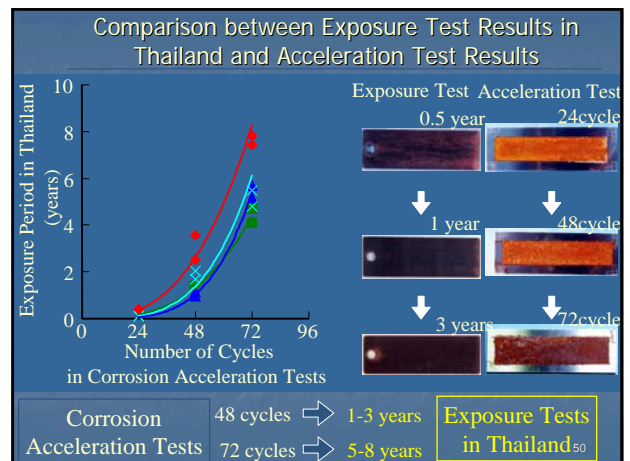 Comparison between Exposure Test Results in
Thailand and Acceleration Test Results
Exposure Period in Thailand
(years)
10
8
6
4
2
0
0
24
48
72
96
Number of Cycles
in Corrosion Acceleration Tests
Exposure Test
Acceleration Test
0.5 year
24cycle
1 year
48cycle
3 years
72cycle
Corrosion
Acceleration Tests
48 cycles
1-3 years
72 cycles
5-8 years
Exposure Tests
in Thailand
50